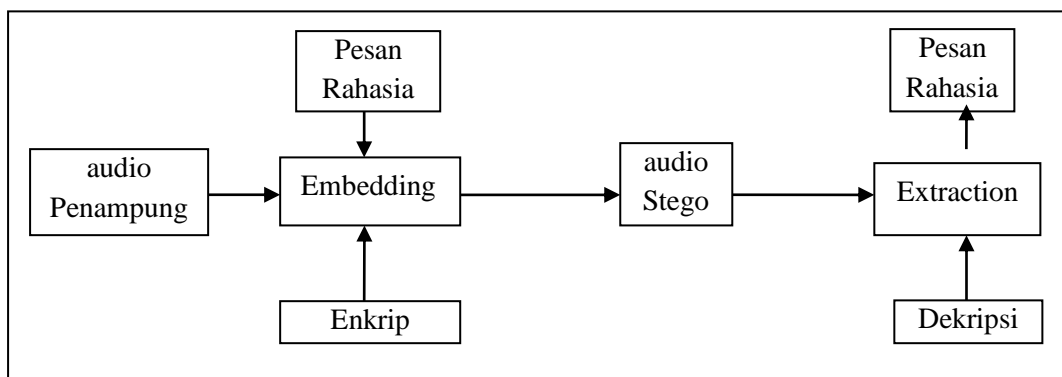 Pesan
Rahasia
audio
Penampung
Embedding
Enkrip
audio
Stego
Pesan
Rahasia
Extraction
Dekripsi